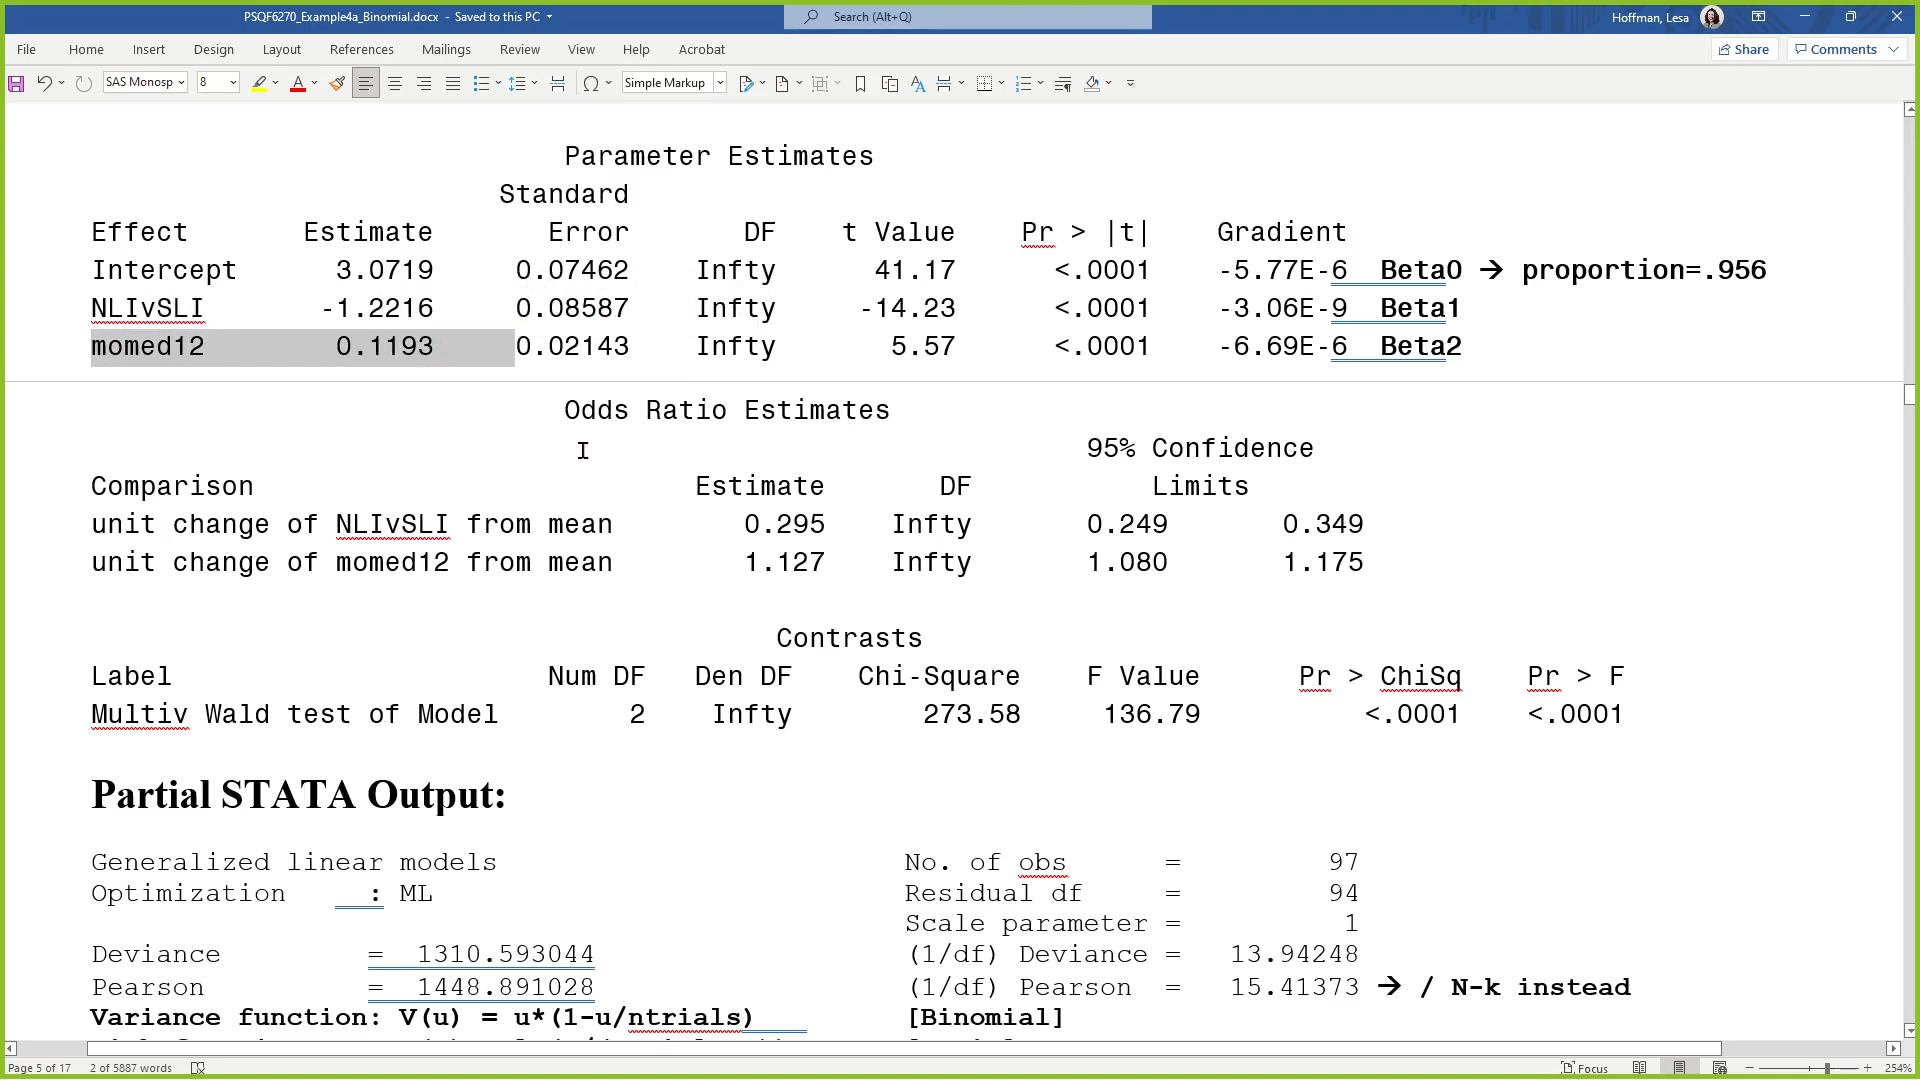 PSQF6270_Example4a_Binomial.docx - Saved to this PC
Search (Alt+Q)
Hoffman, Lesa
File Home Insert Design Layout References Mailings Review View Help Acrobat
Share Comments
SAS Monosp 8 Simple Markup
Parameter Estimates
Standard
Effect Estimate Error DF t Value Pr > |t| Gradient
Intercept 3.0719 0.07462 Infty 41.17 <.0001 -5.77E-6 Beta0 → proportion=.956
NLIvSLI -1.2216 0.08587 Infty -14.23 <.0001 -3.06E-9 Beta1
momed12 0.1193 0.02143 Infty 5.57 <.0001 -6.69E-6 Beta2
Odds Ratio Estimates
95% Confidence
Comparison Estimate DF Limits
unit change of NLIvSLI from mean 0.295 Infty 0.249 0.349
unit change of momed12 from mean 1.127 Infty 1.080 1.175
Contrasts
Label Num DF Den DF Chi-Square F Value Pr > ChiSq Pr > F
Multiv Wald test of Model 2 Infty 273.58 136.79 <.0001 <.0001
Partial STATA Output:
Generalized linear models No. of obs = 97
Optimization : ML Residual df = 94
Scale parameter = 1
Deviance = 1310.593044 (1/df) Deviance = 13.94248
Pearson = 1448.891028 (1/df) Pearson = 15.41373 → / N-k instead
Variance function: V(u) = u*(1-u/ntrials) [Binomial]
Page 5 of 17 2 of 5887 words Focus 254%